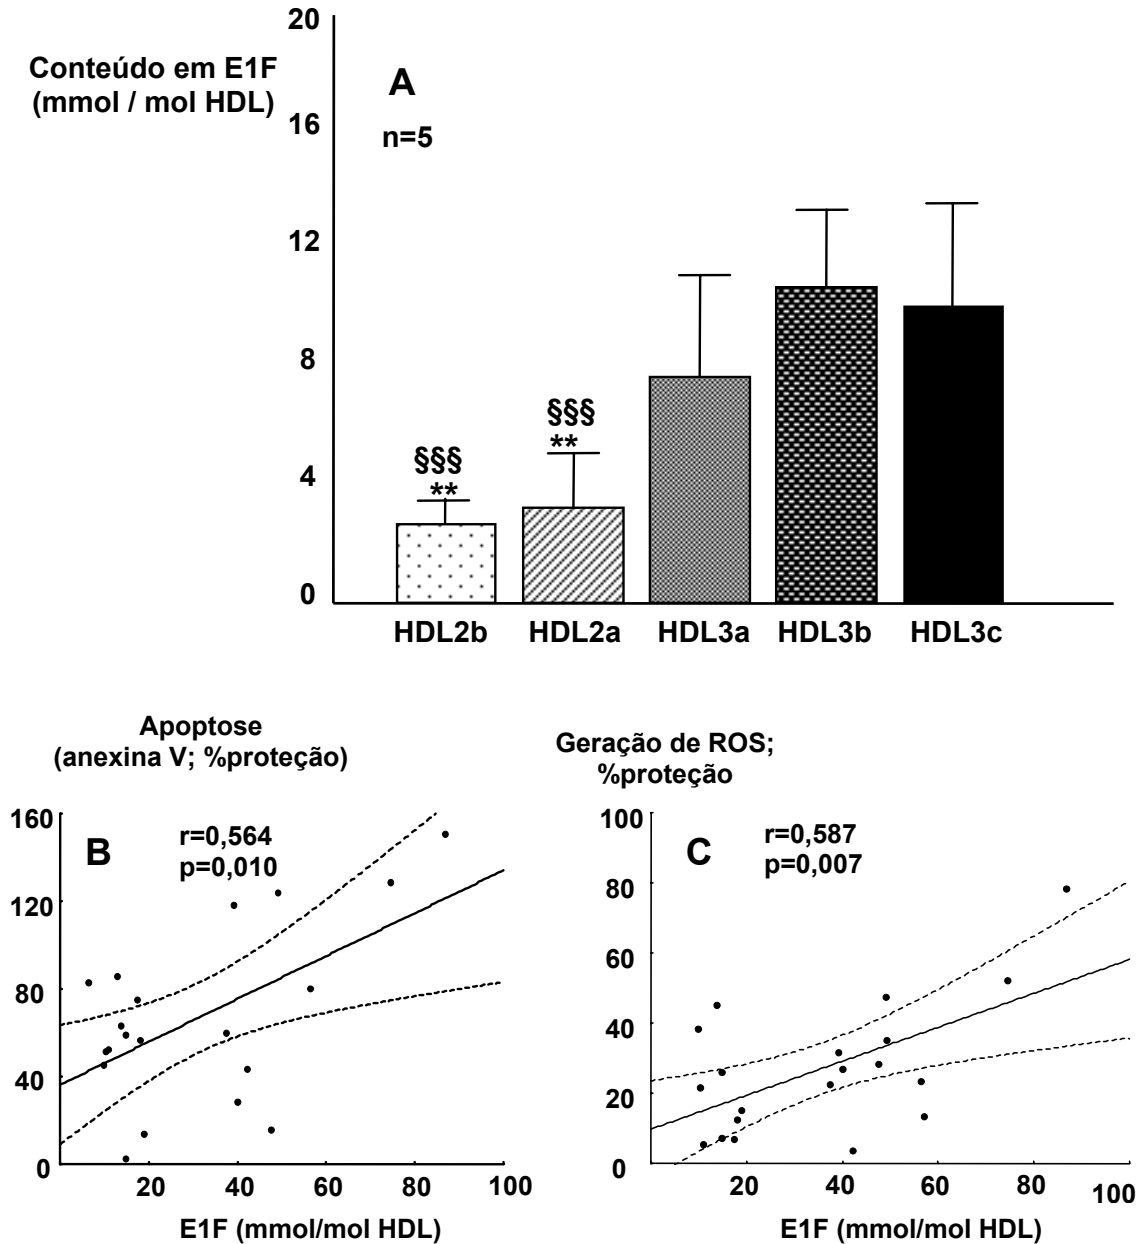 20
Conteúdo em E1F
(mmol / mol HDL)
A
16
n=5
12
8
§§§
**
§§§
**
4
0
HDL2b HDL2a HDL3a HDL3b HDL3c
Apoptose
(anexina V; %proteção)
160
B
r=0,564
p=0,010
120
80
40
0
20 40 60 80 100
E1F (mmol/mol HDL)
Geração de ROS;
%proteção
100
C
r=0,587
p=0,007
80
60
40
20
0
20 40 60 80 100
E1F (mmol/mol HDL)